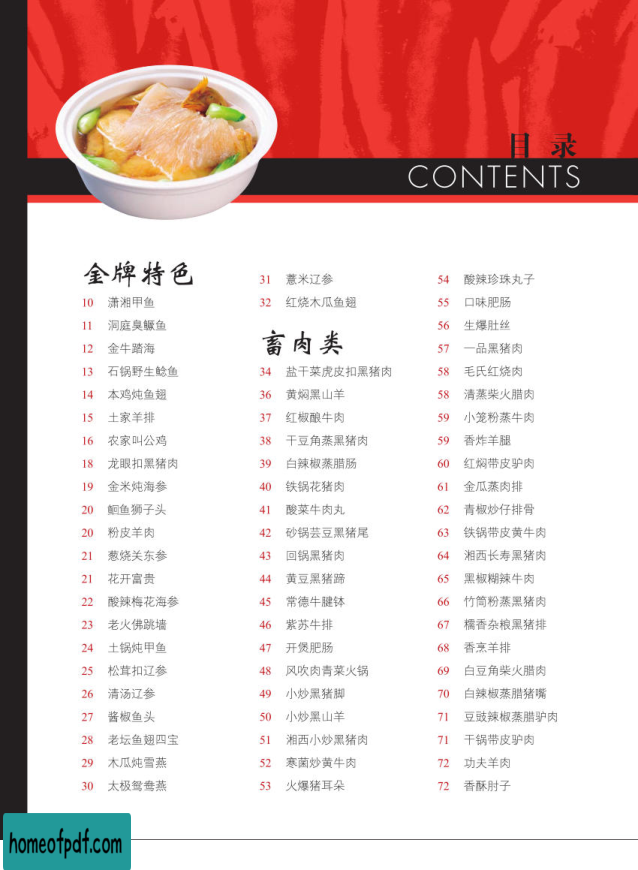 目录
CONTENTS
金牌特色
10 潇湘甲鱼
11 洞庭臭鳜鱼
12 金牛踏海
13 石锅野生鲶鱼
14 本鸡炖鱼翅
15 土家羊排
16 农家叫公鸡
18 龙眼扣黑猪肉
19 金米炖海参
20 鮰鱼狮子头
20 粉皮羊肉
21 葱烧关东参
21 花开富贵
22 酸辣梅花海参
23 老火佛跳墙
24 土锅炖甲鱼
25 松茸扣辽参
26 清汤辽参
27 酱椒鱼头
28 老坛鱼翅四宝
29 木瓜炖雪燕
30 太极鸳鸯燕
31 薏米辽参
32 红烧木瓜鱼翅
畜肉类
34 盐干菜虎皮扣黑猪肉
36 黄焖黑山羊
37 红椒酿牛肉
38 干豆角蒸黑猪肉
39 白辣椒蒸腊肠
40 铁锅花猪肉
41 酸菜牛肉丸
42 砂锅芸豆黑猪尾
43 回锅黑猪肉
44 黄豆黑猪蹄
45 常德牛腱钵
46 紫苏牛排
47 开煲肥肠
48 风吹肉青菜火锅
49 小炒黑猪脚
50 小炒黑山羊
51 湘西小炒黑猪肉
52 寒菌炒黄牛肉
53 火爆猪耳朵
54 酸辣珍珠丸子
55 口味肥肠
56 生爆肚丝
57 一品黑猪肉
58 毛氏红烧肉
58 清蒸柴火腊肉
59 小笼粉蒸牛肉
59 香炸羊腿
60 红焖带皮驴肉
61 金瓜蒸肉排
62 青椒炒仔排骨
63 铁锅带皮黄牛肉
64 湘西长寿黑猪肉
65 黑椒糊辣牛肉
66 竹筒粉蒸黑猪肉
67 糯香杂粮黑猪排
68 香烹羊排
69 白豆角柴火腊肉
70 白辣椒蒸腊猪嘴
71 豆豉辣椒蒸腊驴肉
71 干锅带皮驴肉
72 功夫羊肉
72 香酥肘子
homeofpdf.com